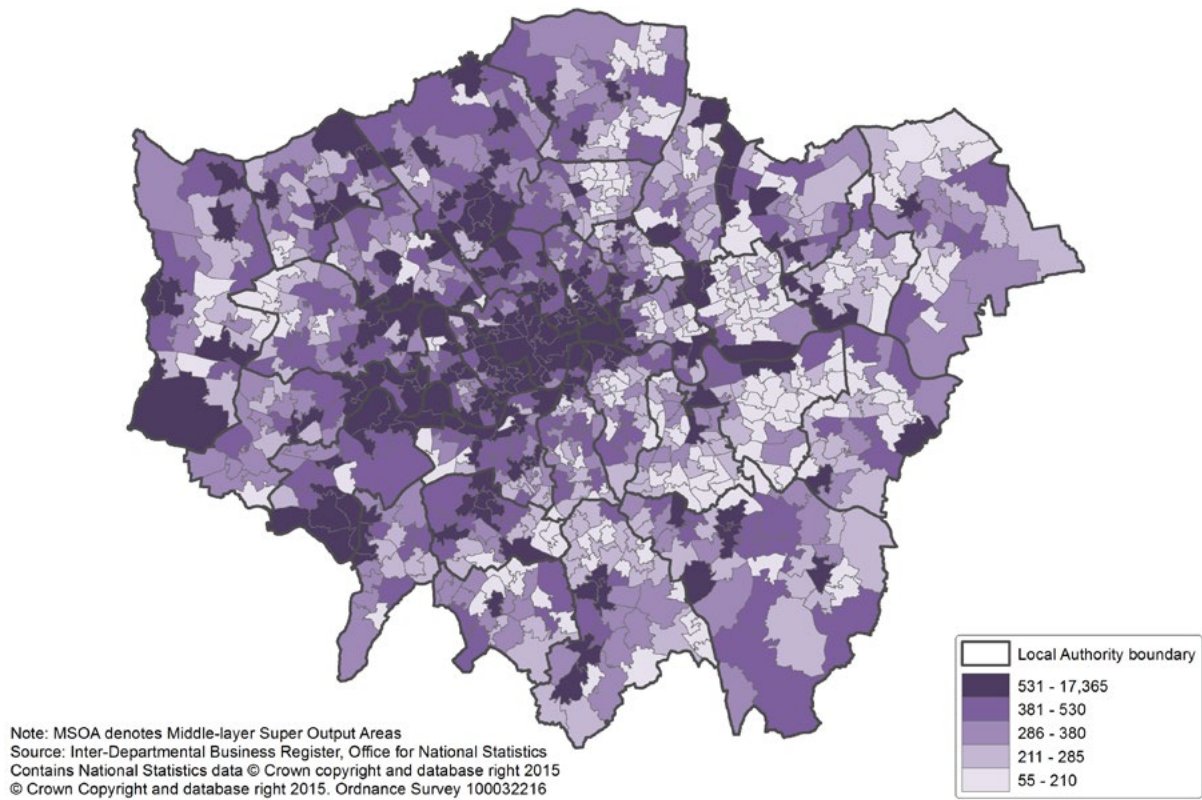 Local Authority boundary
531 - 17,365
381 - 530
286 - 380
211 - 285
55 - 210
Note: MSOA denotes Middle-layer Super Output Areas
Source: Inter-Departmental Business Register, Office for National Statistics
Contains National Statistics data © Crown copyright and database right 2015
© Crown Copyright and database right 2015. Ordnance Survey 100032216